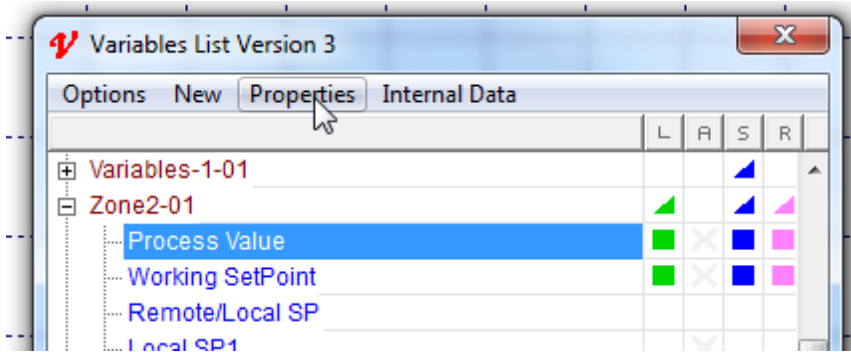 Variables List Version 3
Options New Properties Internal Data
L A S R
Variables-1-01
Zone2-01
Process Value
Working SetPoint
Remote/Local SP
Local SP1